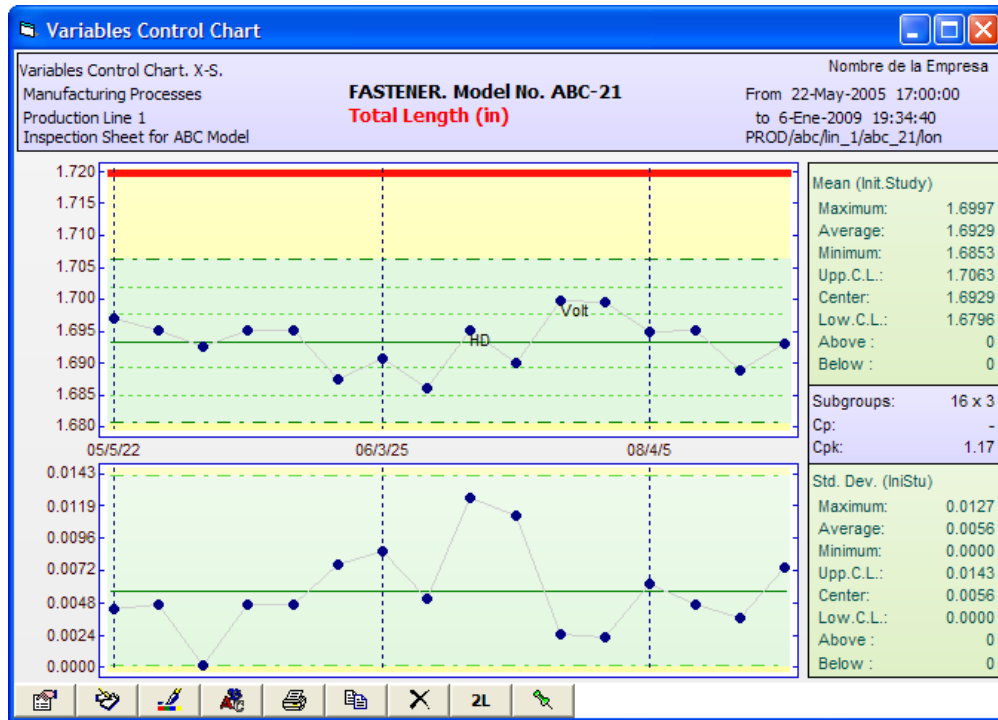 Variables Control Chart
Variables Control Chart. X-S.
Manufacturing Processes
Production Line 1
Inspection Sheet for ABC Model
FASTENER. Model No. ABC-21
Total Length (in)
Nombre de la Empresa
From 22-May-2005 17:00:00
to 6-Ene-2009 19:34:40
PROD/abc/lin_1/abc_21/lon
1.720
1.715
1.710
1.705
1.700
1.695
1.690
1.685
1.680
Volt
HD
05/5/22 06/3/25 08/4/5
Mean (Init.Study)
Maximum: 1.6997
Average: 1.6929
Minimum: 1.6853
Upp.C.L.: 1.7063
Center: 1.6929
Low.C.L.: 1.6796
Above : 0
Below : 0
Subgroups: 16 x 3
Cp: -
Cpk: 1.17
0.0143
0.0119
0.0096
0.0072
0.0048
0.0024
0.0000
Std. Dev. (IniStu)
Maximum: 0.0127
Average: 0.0056
Minimum: 0.0000
Upp.C.L.: 0.0143
Center: 0.0056
Low.C.L.: 0.0000
Above : 0
Below : 0
2L